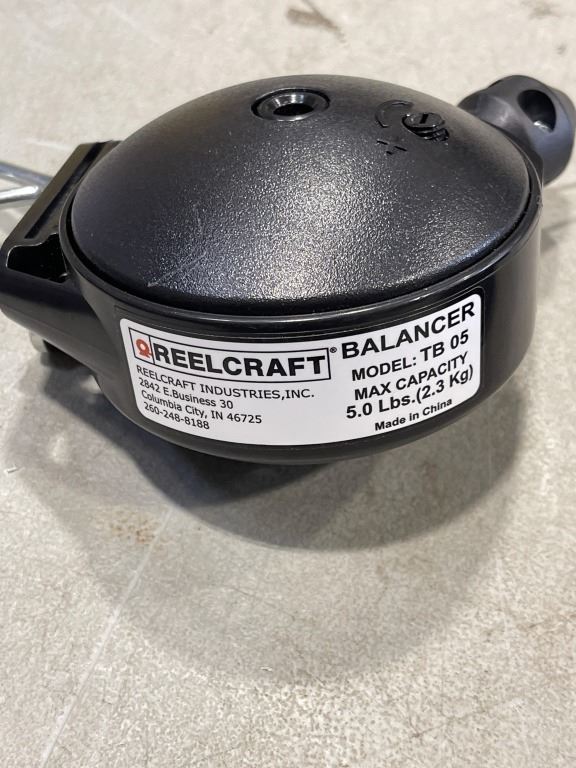 REELCRAFT®
REELCRAFT INDUSTRIES,INC.
2842 E.Business 30
Columbia City, IN 46725
260-248-8188
BALANCER
MODEL: TB 05
MAX CAPACITY
5.0 Lbs.(2.3 Kg)
Made in China